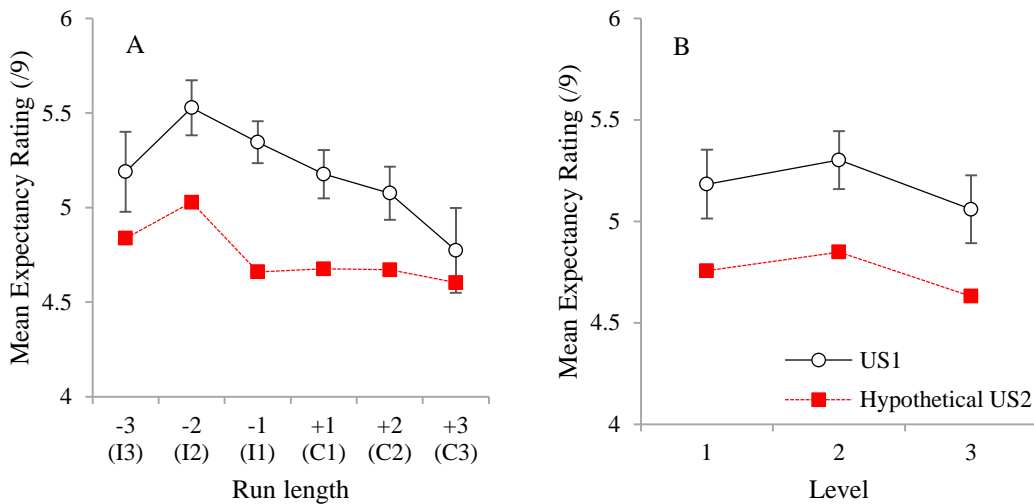 A
Mean Expectancy Rating (/9)
6
5.5
5
4.5
4
-3 -2 -1 +1 +2 +3
(I3) (I2) (I1) (C1) (C2) (C3)
Run length
B
Mean Expectancy Rating (/9)
6
5.5
5
4.5
4
US1
Hypothetical US2
1 2 3
Level